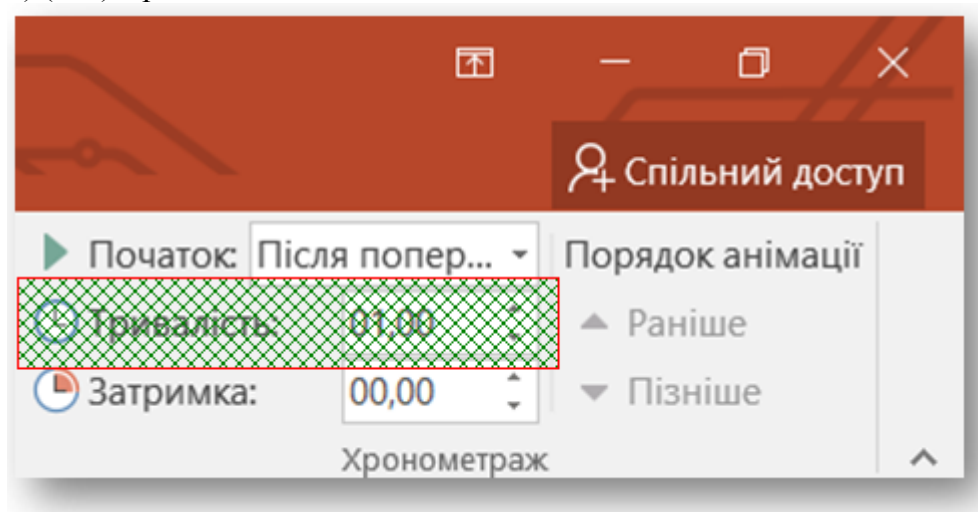 Спільний доступ
Початок: Після попер... Порядок анімації
Тривалість: 01,00 Раніше
Затримка: 00,00 Пізніше
Хронометраж